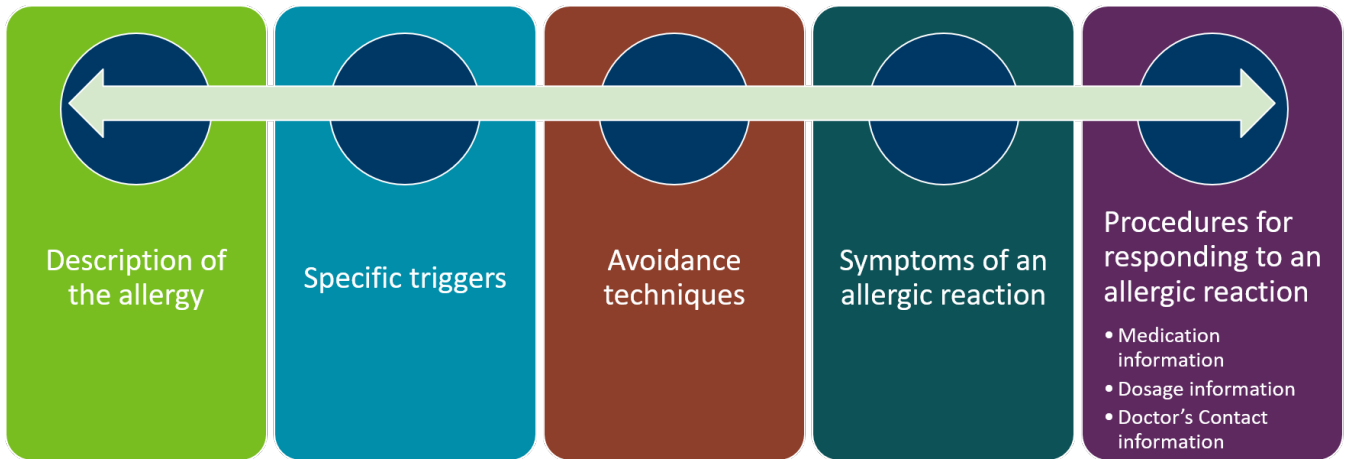 Description of
the allergy
Specific triggers
Avoidance
techniques
Symptoms of an
allergic reaction
Procedures for
responding to an
allergic reaction
• Medication
information
• Dosage information
• Doctor’s Contact
information